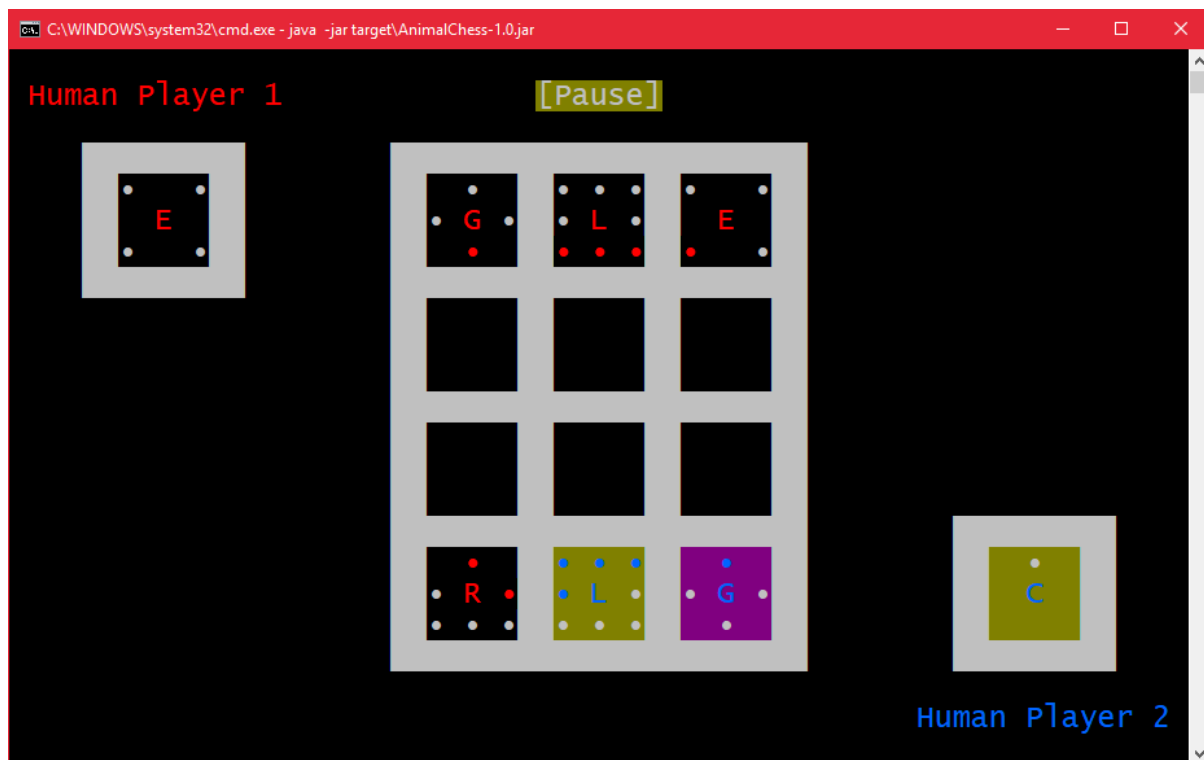 C:\WINDOWS\system32\cmd.exe - java -jar target\AnimalChess-1.0.jar
Human Player 1 [Pause]
E G L E
R L G C
Human Player 2